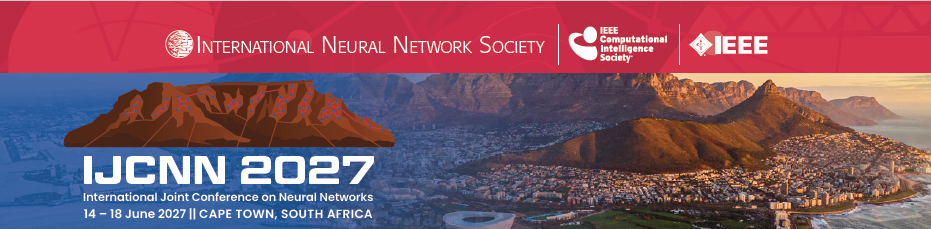 INTERNATIONAL NEURAL NETWORK SOCIETY
IEEE
Computational
Intelligence
Society
IEEE
IJCNN 2027
International Joint Conference on Neural Networks
14 – 18 June 2027 || CAPE TOWN, SOUTH AFRICA